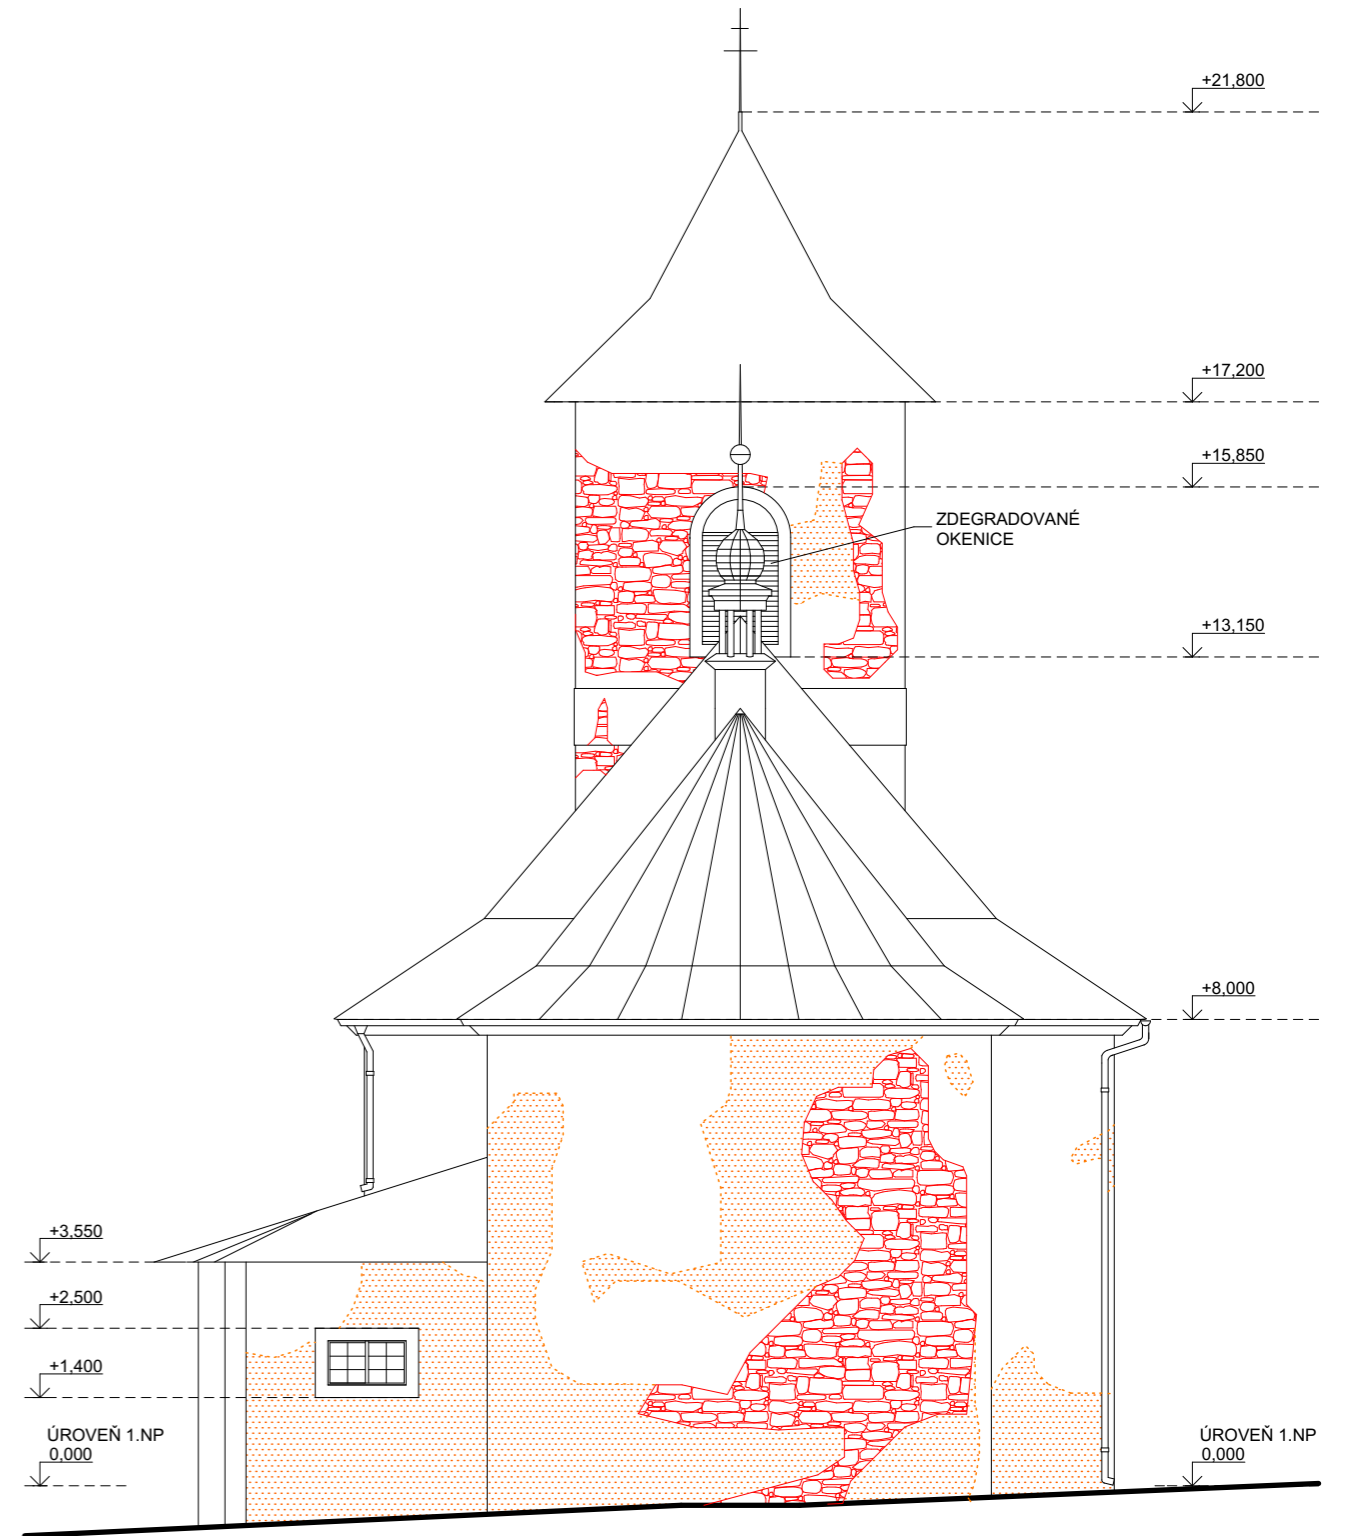 +21,800
+17,200
+15,850
ZDEGRADOVANÉ
OKENICE
+13,150
+8,000
+3,550
+2,500
+1,400
ÚROVEŇ 1.NP
0,000
ÚROVEŇ 1.NP
0,000